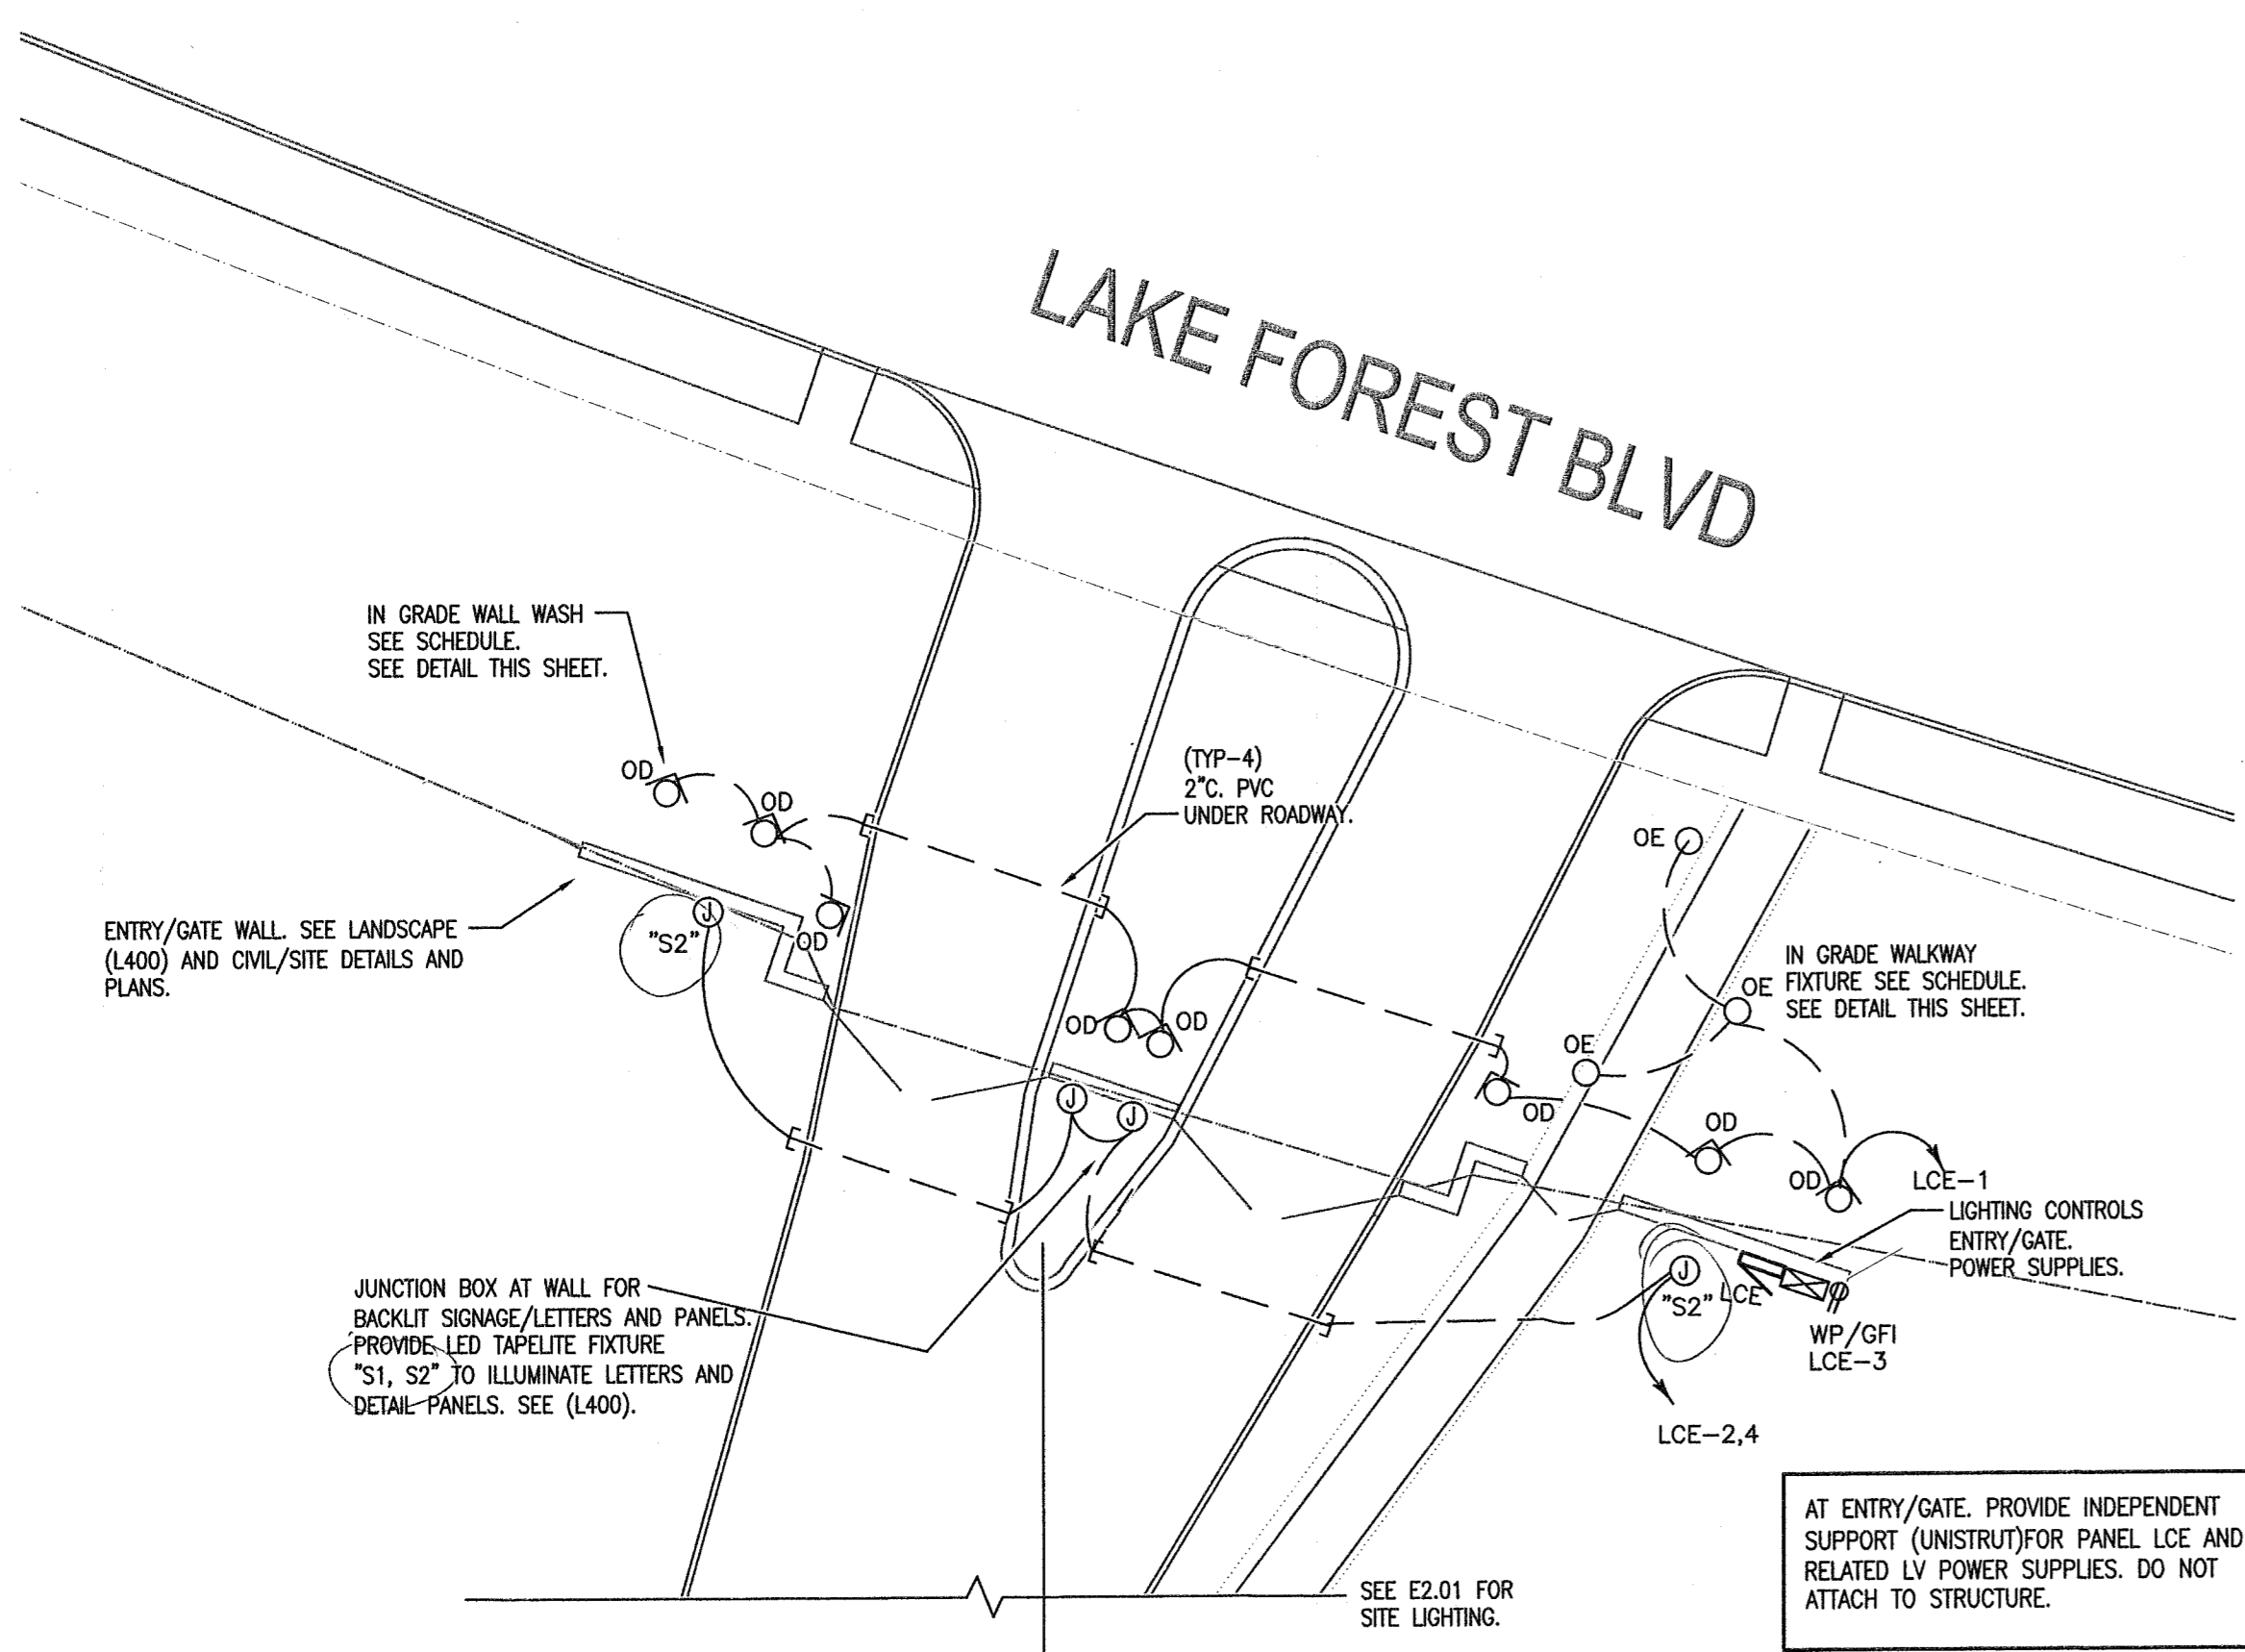 LAKE FOREST BLVD
IN GRADE WALL WASH
SEE SCHEDULE.
SEE DETAIL THIS SHEET.
OD
OD
OD
(TYP-4)
2"C. PVC
UNDER ROADWAY.
ENTRY/GATE WALL. SEE LANDSCAPE
(L400) AND CIVIL/SITE DETAILS AND
PLANS.
J
"S2"
OE
OE
OE
IN GRADE WALKWAY
FIXTURE SEE SCHEDULE.
SEE DETAIL THIS SHEET.
OD
OD
J
J
OD
OD
OD
LCE-1
LIGHTING CONTROLS
ENTRY/GATE.
POWER SUPPLIES.
JUNCTION BOX AT WALL FOR
BACKLIT SIGNAGE/LETTERS AND PANELS.
PROVIDE LED TAPELITE FIXTURE
"S1, S2" TO ILLUMINATE LETTERS AND
DETAIL PANELS. SEE (L400).
J
"S2"
LCE
WP/GFI
LCE-3
LCE-2,4
SEE E2.01 FOR
SITE LIGHTING.
AT ENTRY/GATE. PROVIDE INDEPENDENT
SUPPORT (UNISTRUT)FOR PANEL LCE AND
RELATED LV POWER SUPPLIES. DO NOT
ATTACH TO STRUCTURE.